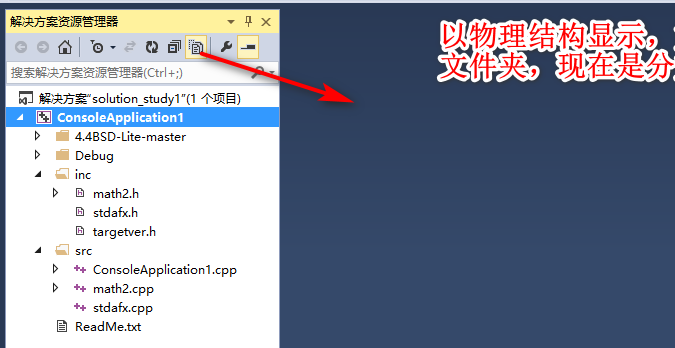 解决方案资源管理器
以物理结构显示，
文件夹，现在是分
搜索解决方案资源管理器(Ctrl+;)
解决方案"solution_study1"(1 个项目)
ConsoleApplication1
4.4BSD-Lite-master
Debug
inc
math2.h
stdafx.h
targetver.h
src
ConsoleApplication1.cpp
math2.cpp
stdafx.cpp
ReadMe.txt